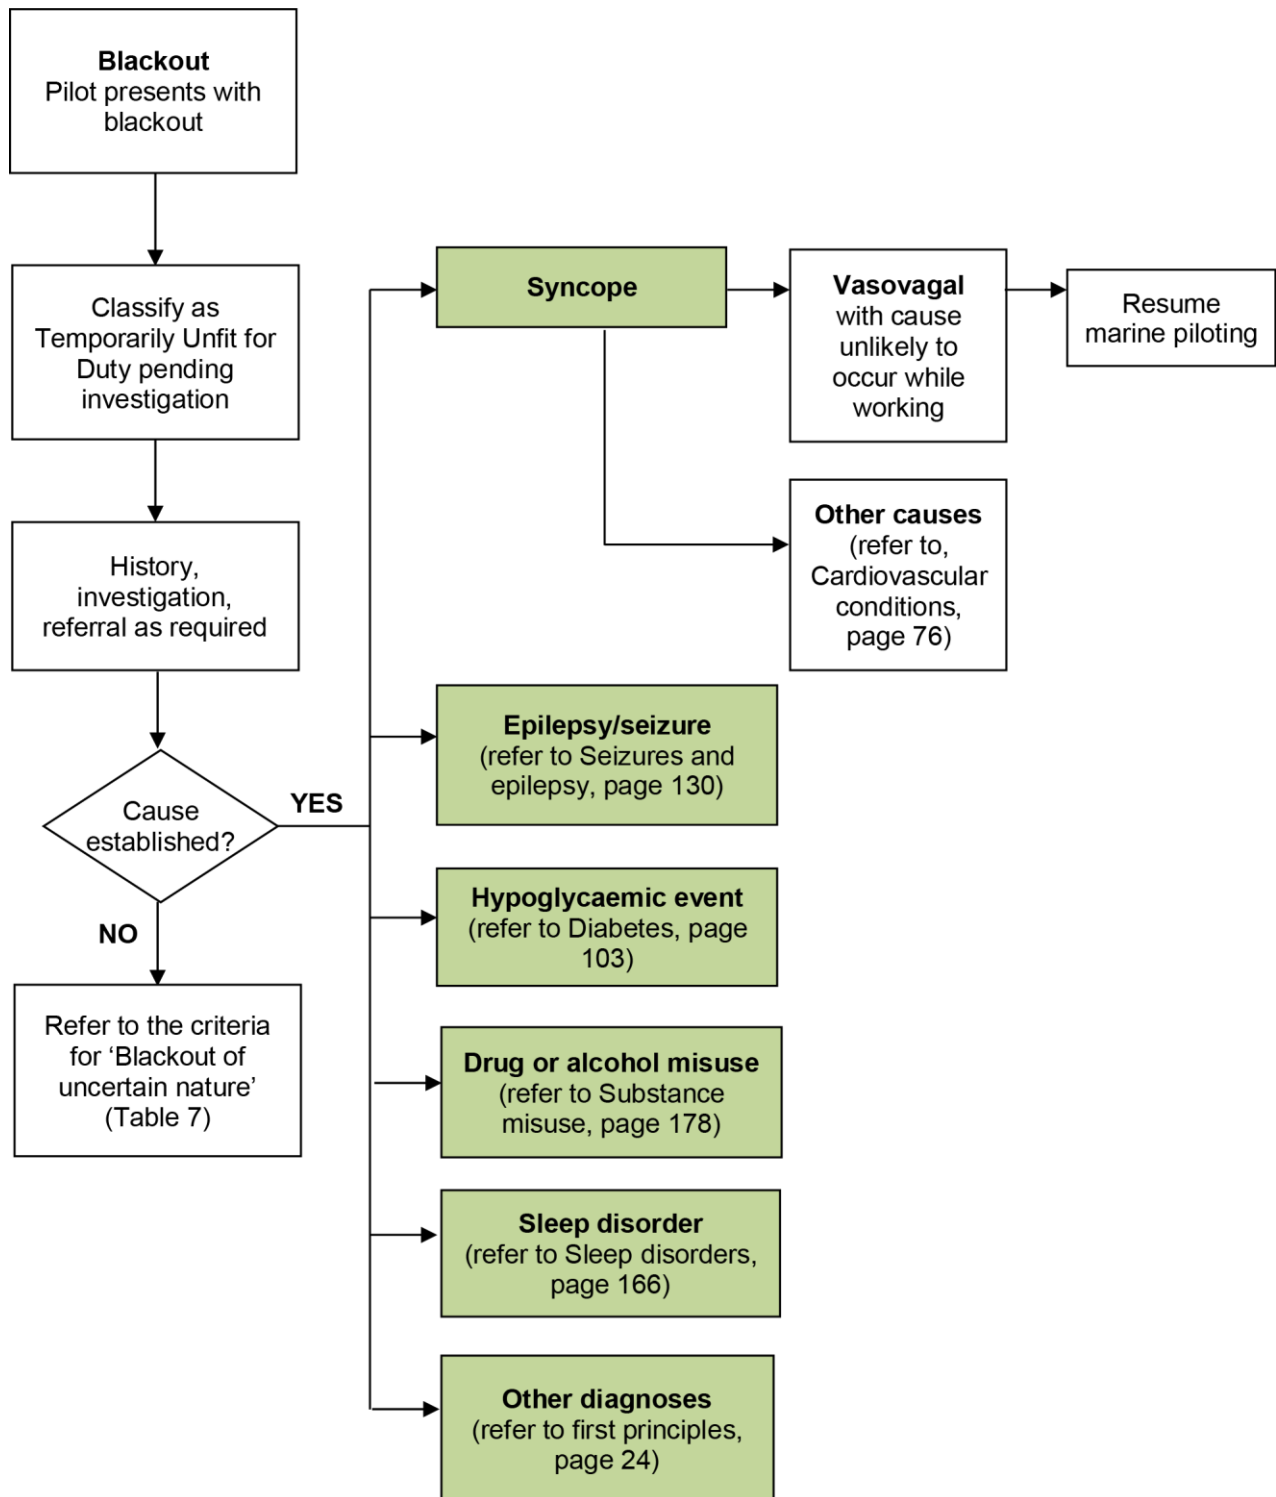 Blackout
Pilot presents with
blackout
Classify as
Temporarily Unfit for
Duty pending
investigation
History,
investigation,
referral as required
Cause
established?
YES
NO
Refer to the criteria
for ‘Blackout of
uncertain nature’
(Table 7)
Syncope
Vasovagal
with cause
unlikely to
occur while
working
Resume
marine piloting
Other causes
(refer to,
Cardiovascular
conditions,
page 76)
Epilepsy/seizure
(refer to Seizures and
epilepsy, page 130)
Hypoglycaemic event
(refer to Diabetes, page
103)
Drug or alcohol misuse
(refer to Substance
misuse, page 178)
Sleep disorder
(refer to Sleep disorders,
page 166)
Other diagnoses
(refer to first principles,
page 24)